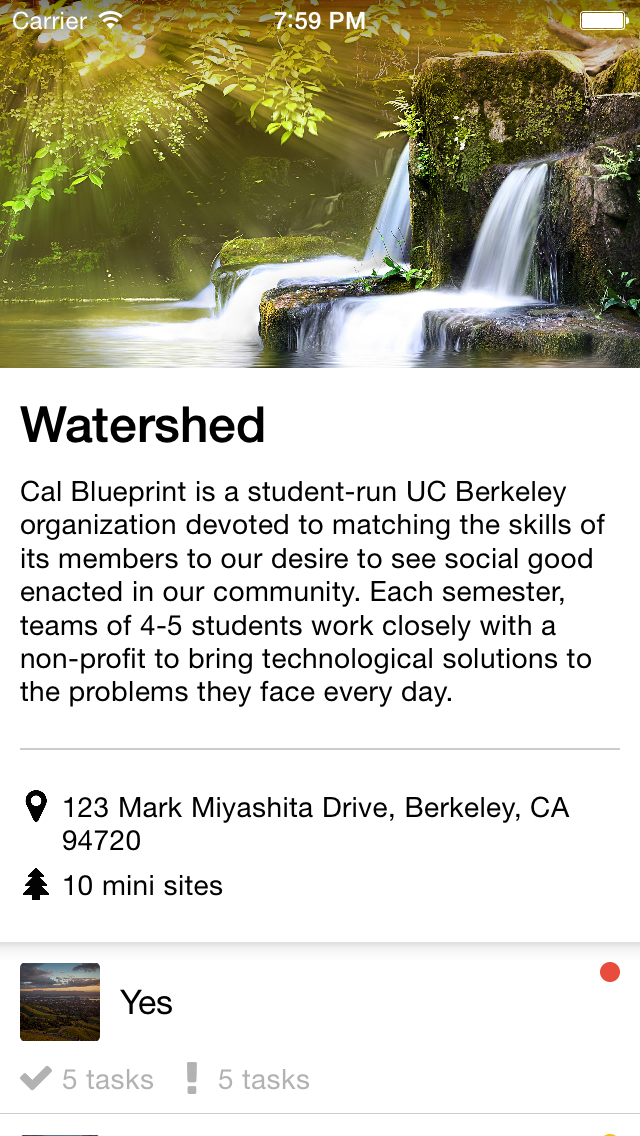 Carrier 7:59 PM
Watershed
Cal Blueprint is a student-run UC Berkeley
organization devoted to matching the skills of
its members to our desire to see social good
enacted in our community. Each semester,
teams of 4-5 students work closely with a
non-profit to bring technological solutions to
the problems they face every day.
123 Mark Miyashita Drive, Berkeley, CA
94720
10 mini sites
Yes
5 tasks 5 tasks